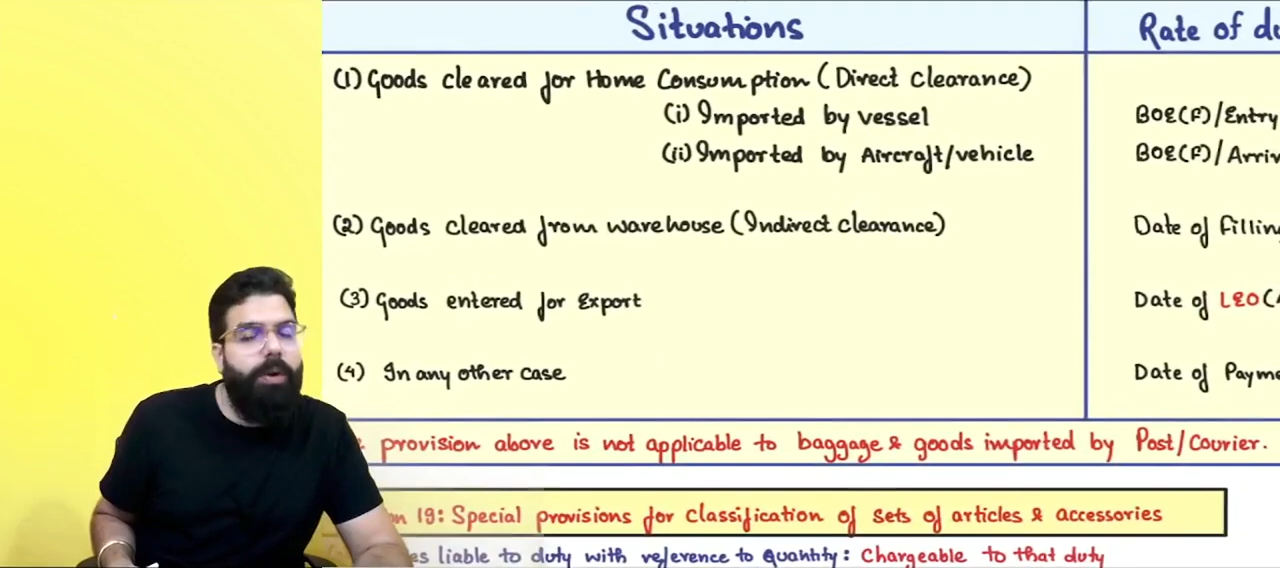 Situations
Rate of
(1) Goods cleared for Home Consumption (Direct Clearance)
(i) Imported by vessel
BOE(F)/Entry
(ii) Imported by Aircraft/vehicle
BOE(F)/
(2) Goods cleared from warehouse (Indirect clearance)
Date of
(3) Goods entered for Export
Date of LEO
(4) In any other case
Date of
provision above is not applicable to baggage & goods imported by Post/Courier.
19: Special provisions for classification of sets of articles & accessories
liable to duty with reference to quantity: Chargeable to that duty